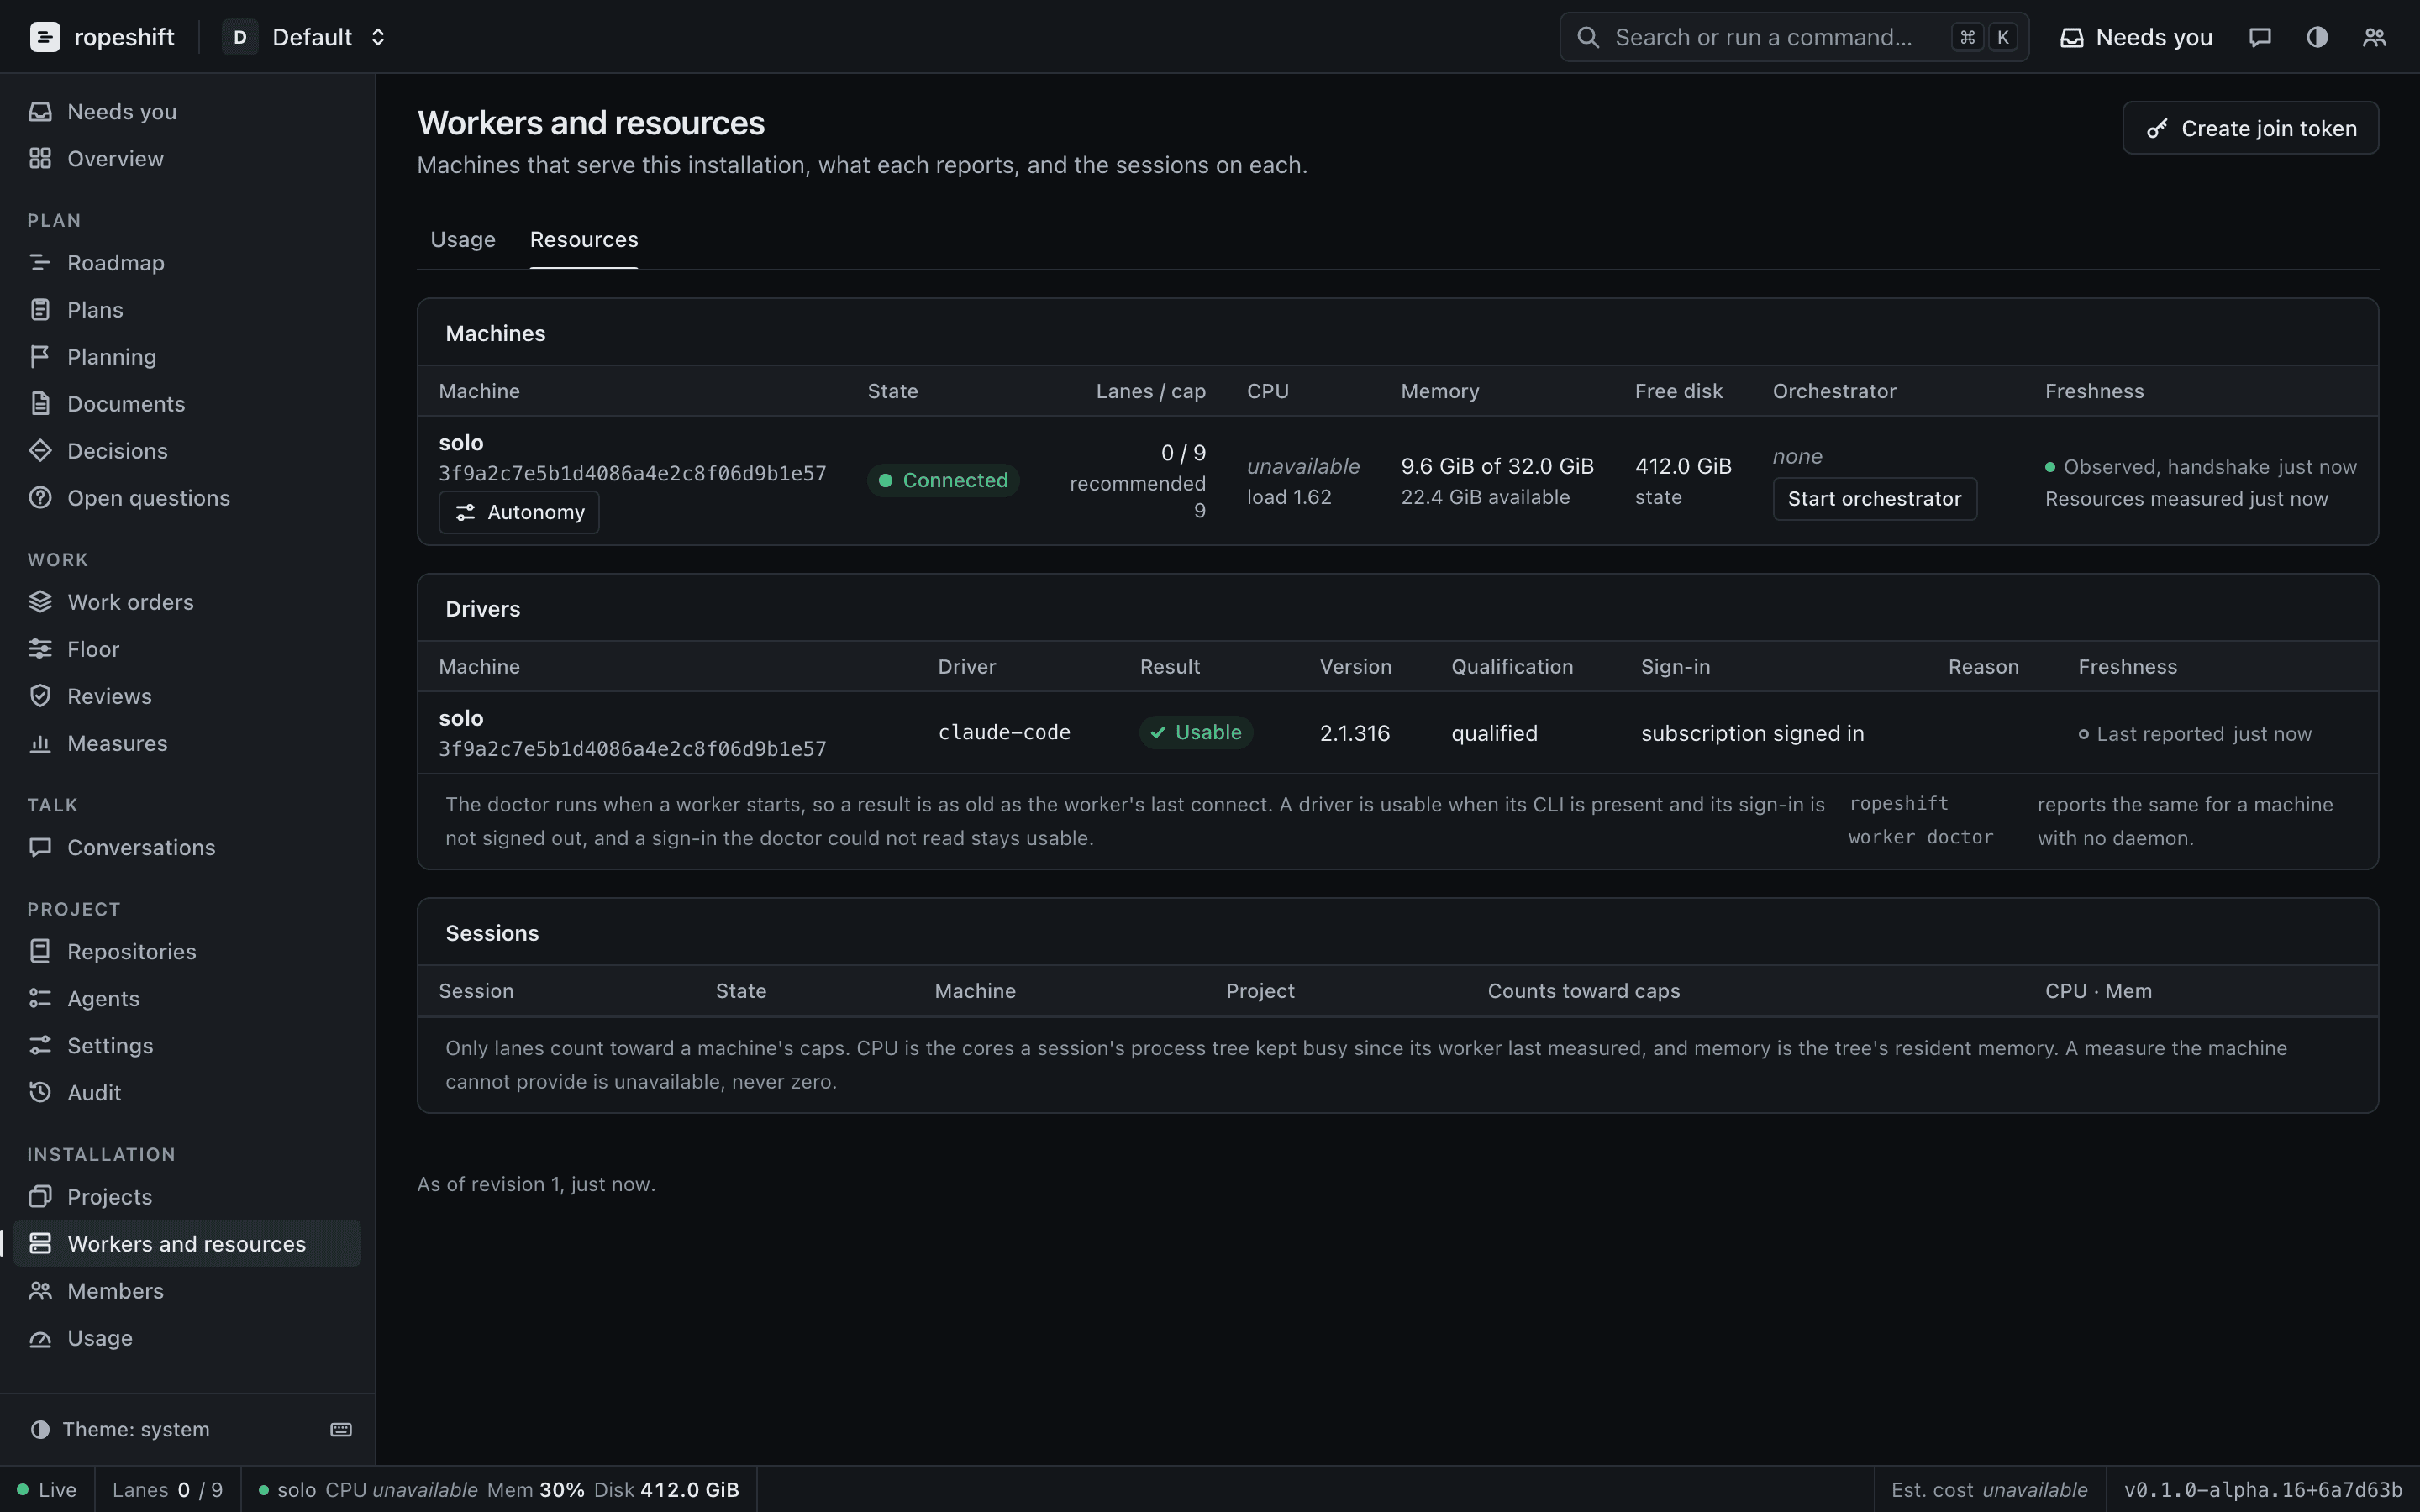 ropeshift
D Default
Search or run a command... ⌘ K
Needs you
Needs you
Overview
PLAN
Roadmap
Plans
Planning
Documents
Decisions
Open questions
WORK
Work orders
Floor
Reviews
Measures
TALK
Conversations
PROJECT
Repositories
Agents
Settings
Audit
INSTALLATION
Projects
Workers and resources
Members
Usage
Theme: system
Workers and resources
Machines that serve this installation, what each reports, and the sessions on each.
Create join token
Usage Resources
Machines
Machine State Lanes / cap CPU Memory Free disk Orchestrator Freshness
solo
3f9a2c7e5b1d4086a4e2c8f06d9b1e57
Autonomy
Connected
0 / 9
recommended
9
unavailable
load 1.62
9.6 GiB of 32.0 GiB
22.4 GiB available
412.0 GiB
state
none
Start orchestrator
Observed, handshake just now
Resources measured just now
Drivers
Machine Driver Result Version Qualification Sign-in Reason Freshness
solo
3f9a2c7e5b1d4086a4e2c8f06d9b1e57
claude-code
Usable
2.1.316
qualified
subscription signed in
Last reported just now
The doctor runs when a worker starts, so a result is as old as the worker's last connect. A driver is usable when its CLI is present and its sign-in is
not signed out, and a sign-in the doctor could not read stays usable.
ropeshift
worker doctor
reports the same for a machine
with no daemon.
Sessions
Session State Machine Project Counts toward caps CPU · Mem
Only lanes count toward a machine's caps. CPU is the cores a session's process tree kept busy since its worker last measured, and memory is the tree's resident memory. A measure the machine
cannot provide is unavailable, never zero.
As of revision 1, just now.
Live
Lanes 0 / 9
solo CPU unavailable Mem 30% Disk 412.0 GiB
Est. cost unavailable
v0.1.0-alpha.16+6a7d63b